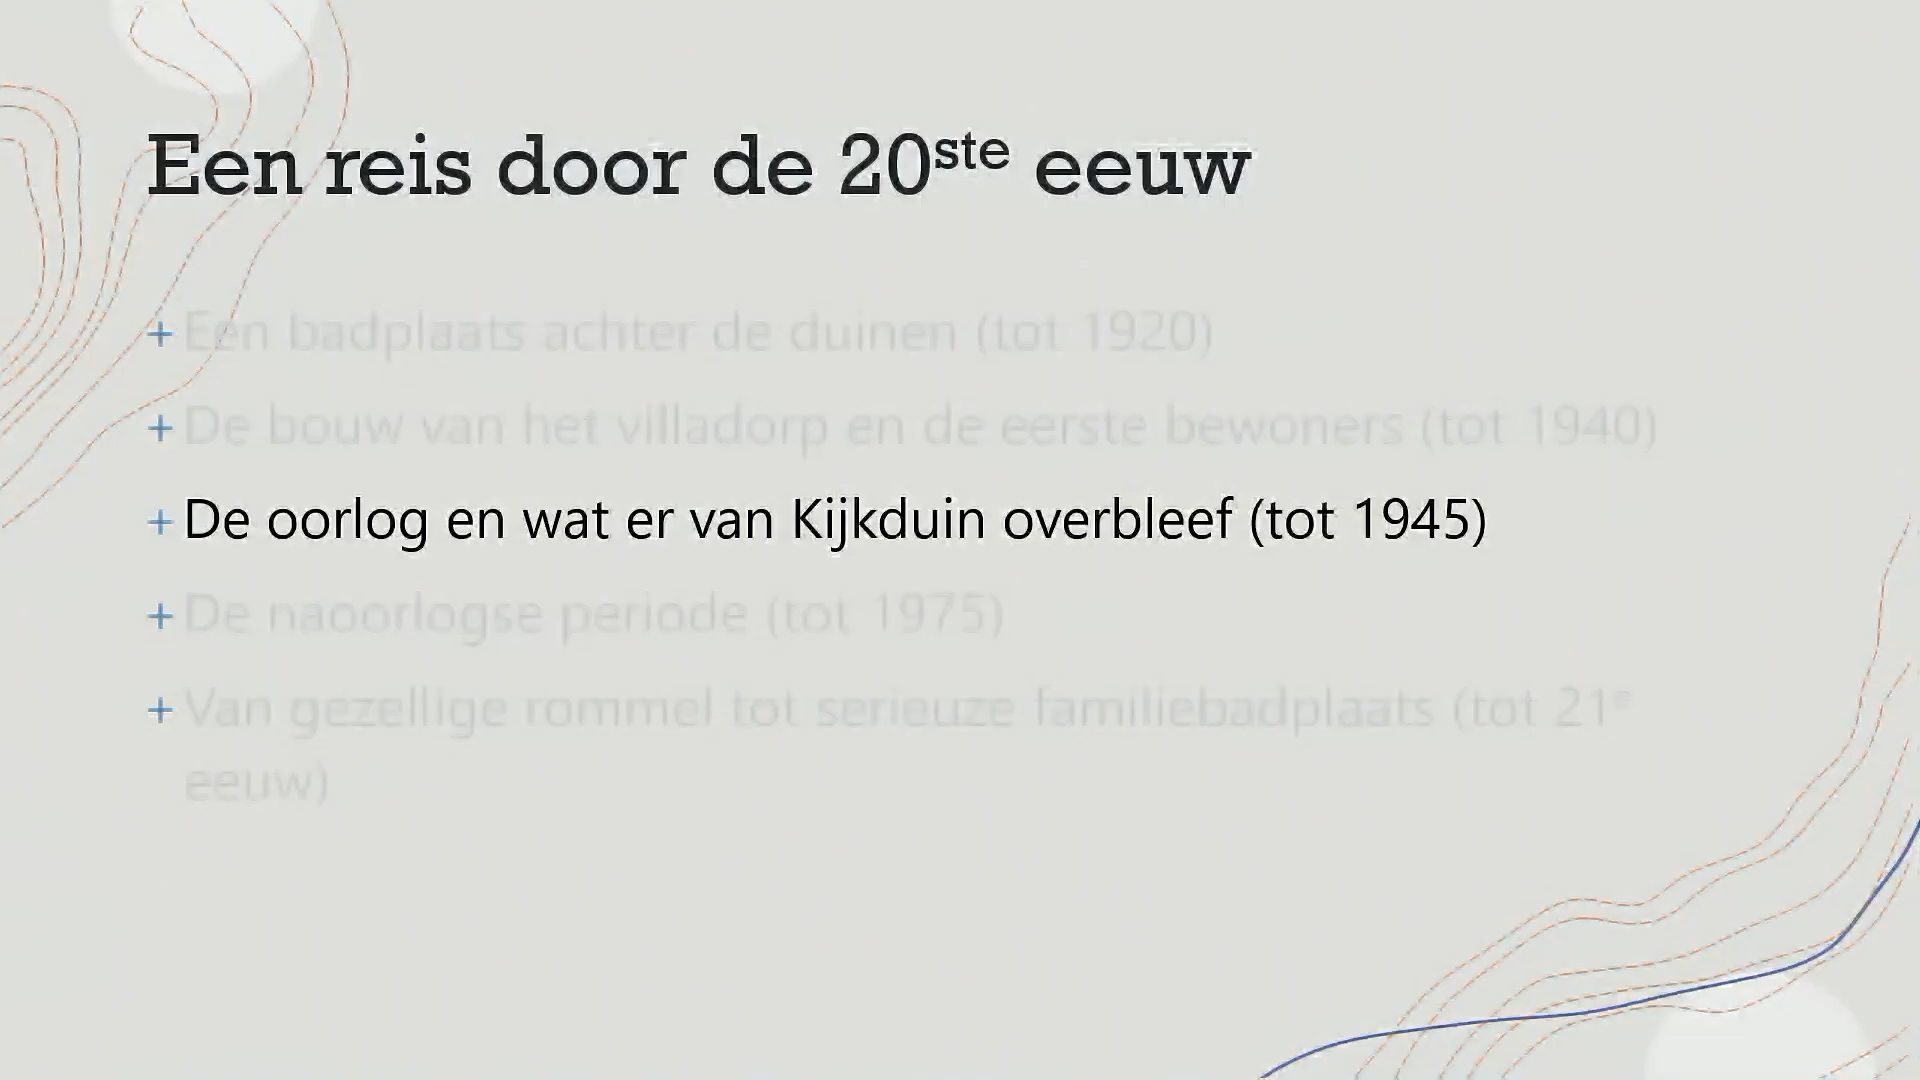 Een reis door de 20ste eeuw
+ Een badplaats achter de duinen (tot 1920)
+ De bouw van het villadorp en de eerste bewoners (tot 1940)
+ De oorlog en wat er van Kijkduin overbleef (tot 1945)
+ De naoorlogse periode (tot 1975)
+ Van gezellige rommel tot serieuze familiebadplaats (tot 21e
eeuw)